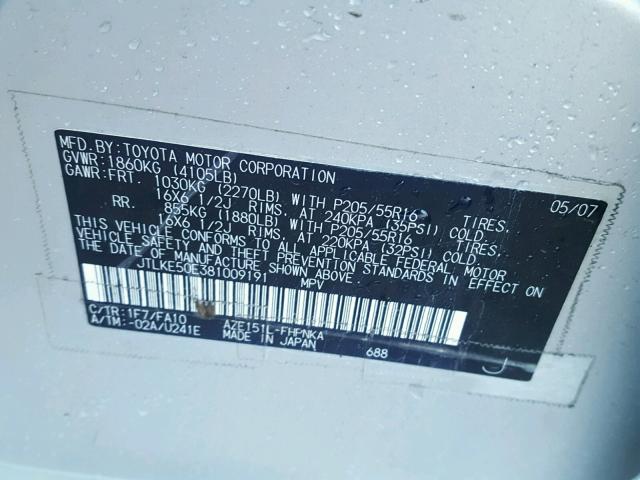 MFD. BY: TOYOTA MOTOR CORPORATION 05/07
GVWR: 1860KG (4105LB)
GAWR: FRT. 1030KG (2270LB) WITH P205/55R16 TIRES,
16X6 1/2J RIMS, AT 240KPA (35PSI) COLD.
RR. 855KG (1880LB) WITH P205/55R16 TIRES,
16X6 1/2J RIMS, AT 220KPA (32PSI) COLD.
THIS VEHICLE CONFORMS TO ALL APPLICABLE FEDERAL MOTOR
VEHICLE SAFETY AND THEFT PREVENTION STANDARDS IN EFFECT
ON THE DATE OF MANUFACTURE SHOWN ABOVE.
JTLKE50E381009191 MPV
C/TR: 1F7/FA10 AZE151L-FHPNKA
A/TM: -02A/U241E MADE IN JAPAN 688 J